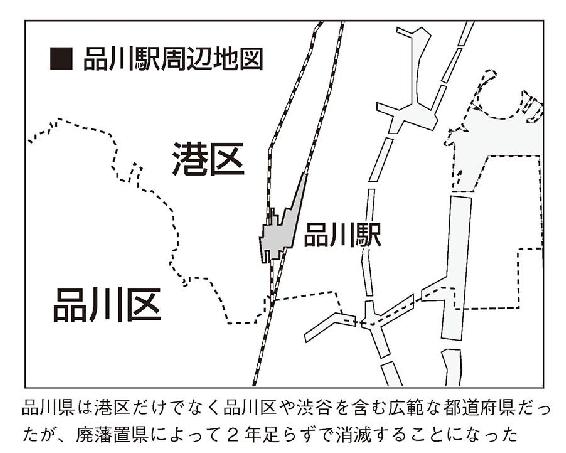 ■ 品川駅周辺地図
港区
品川駅
品川区
品川県は港区だけでなく品川区や渋谷を含む広範な都道府県だっ
たが、廃藩置県によって2年足らずで消滅することになった